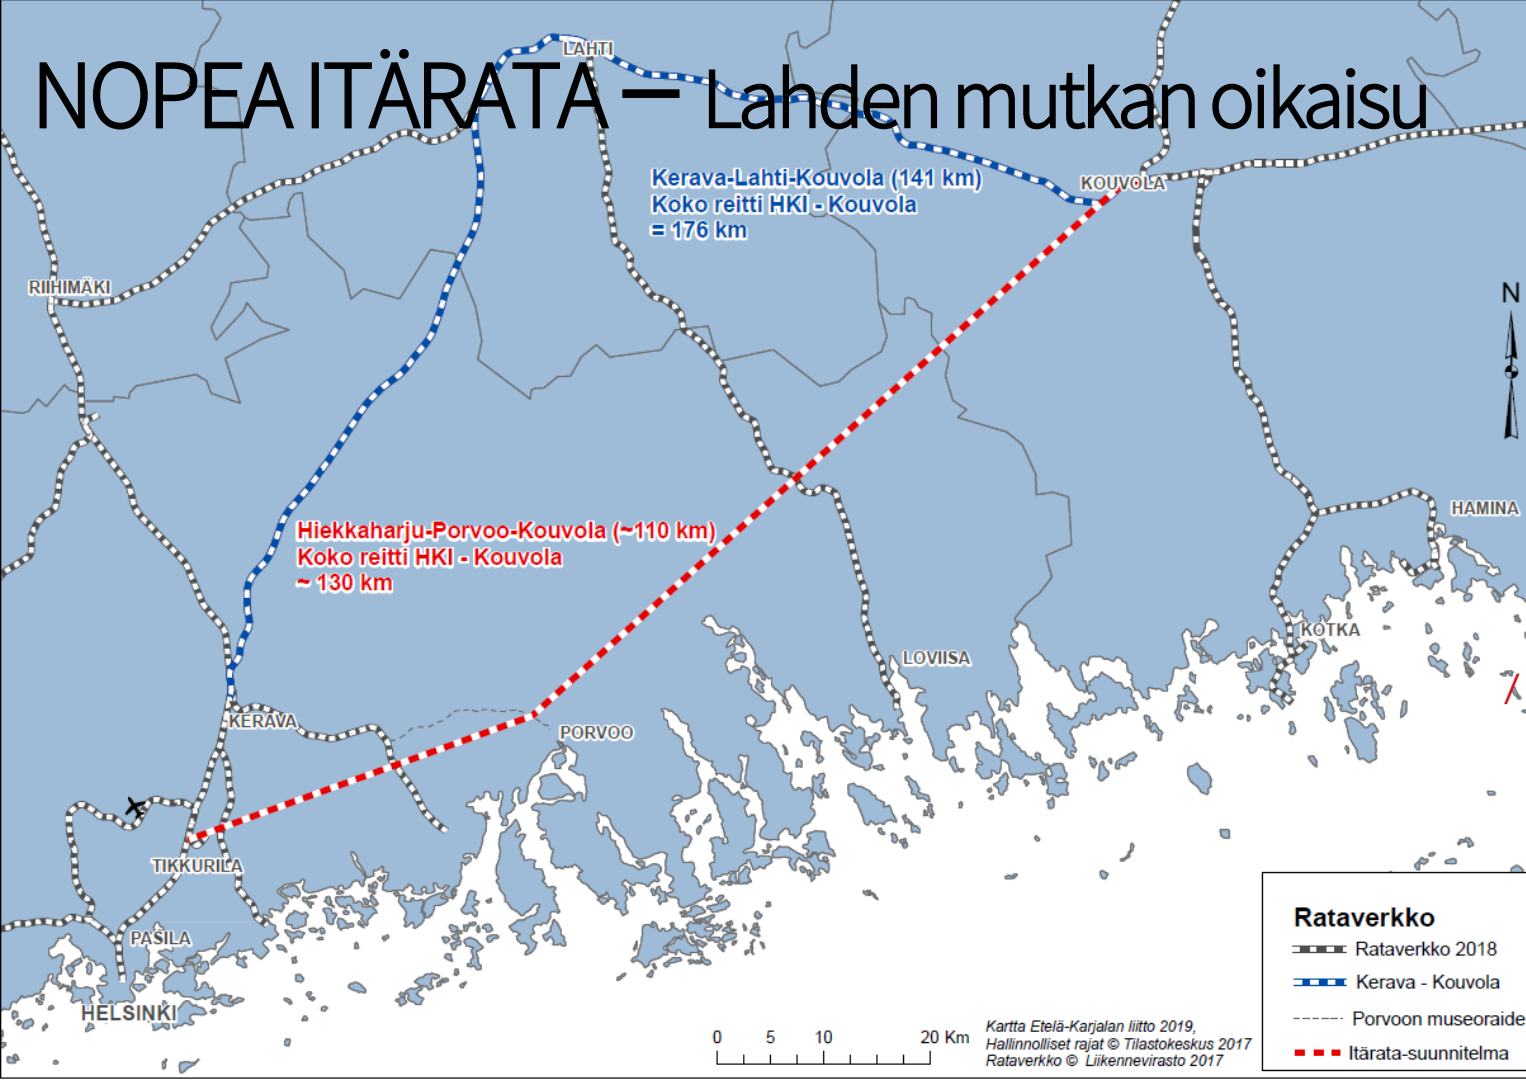 NOPEA ITÄRATA – Lahden mutkan oikaisu
LAHTI
Kerava-Lahti-Kouvola (141 km)
Koko reitti HKI - Kouvola
= 176 km
KOUVOLA
RIIHIMÄKI
N
HAMINA
Hiekkaharju-Porvoo-Kouvola (~110 km)
Koko reitti HKI - Kouvola
~ 130 km
KOTKA
LOVIISA
KERAVA
PORVOO
TIKKURILA
PASILA
HELSINKI
Rataverkko
Rataverkko 2018
Kerava - Kouvola
Porvoon museoraide
Itärata-suunnitelma
0 5 10 20 Km
Kartta Etelä-Karjalan liitto 2019,
Hallinnolliset rajat © Tilastokeskus 2017
Rataverkko © Liikennevirasto 2017